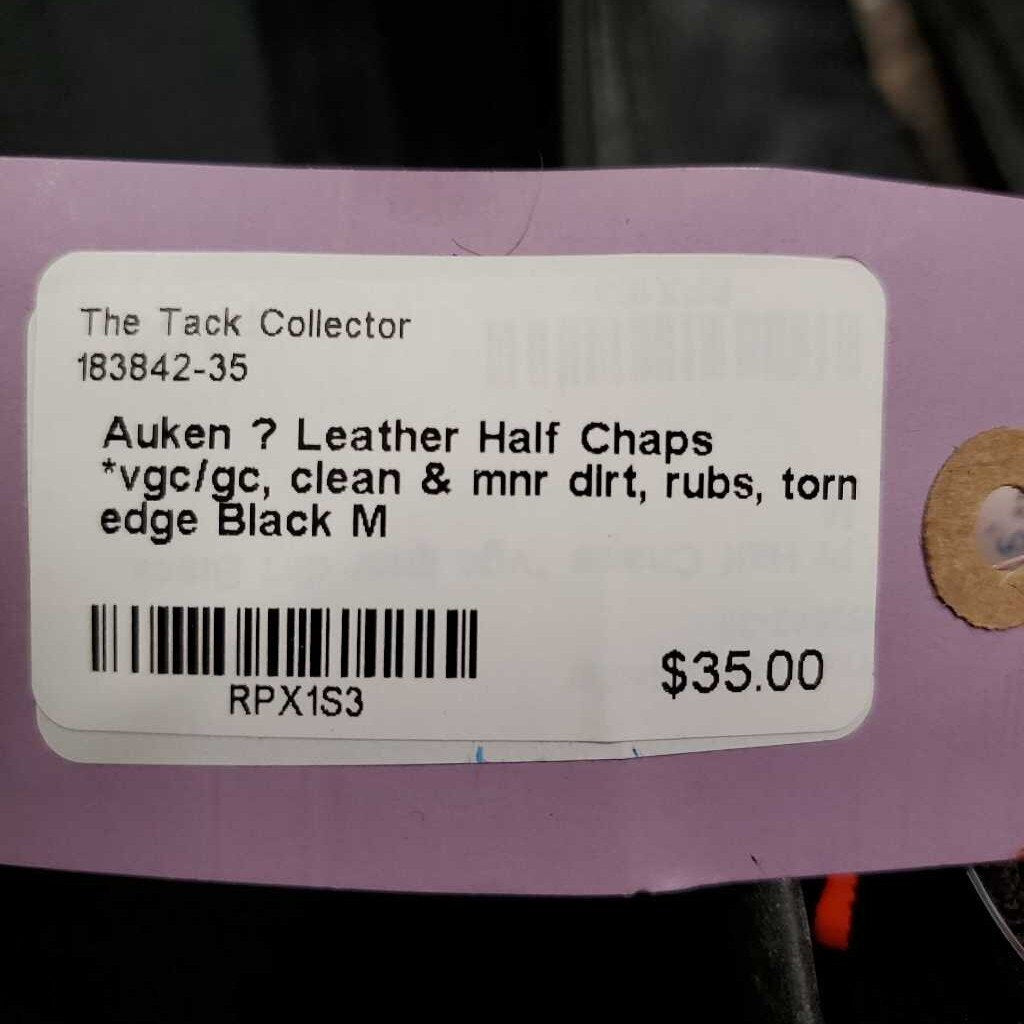 The Tack Collector
183842-35
Auken ? Leather Half Chaps
*vgc/gc, clean & mnr dirt, rubs, torn
edge Black M
RPX1S3
$35.00